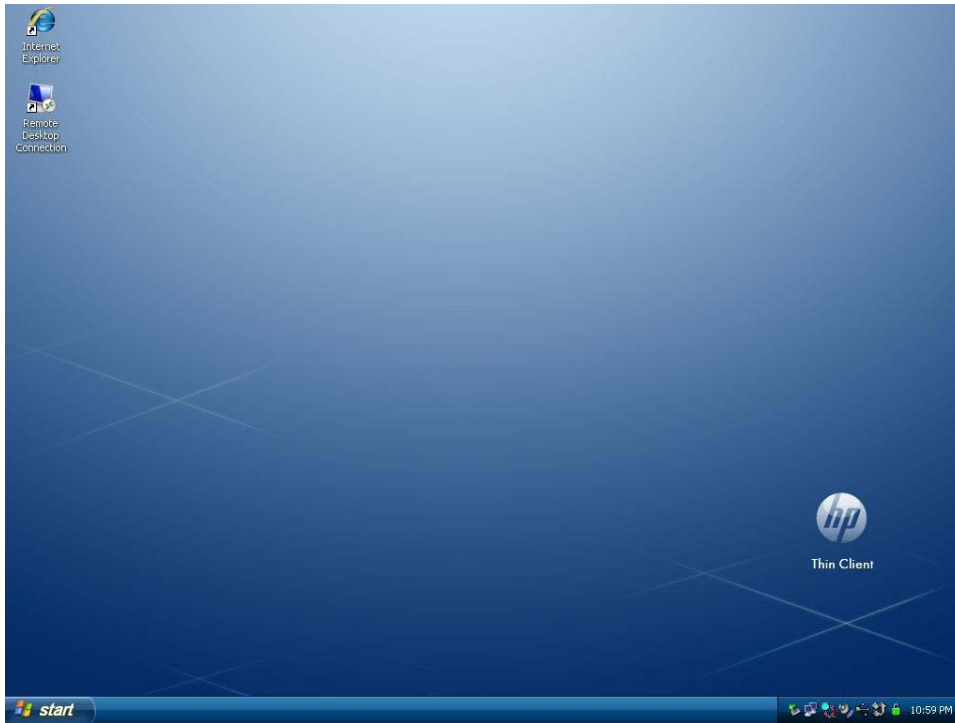 Internet
Explorer
Remote
Desktop
Connection
hp
Thin Client
start
10:59 PM